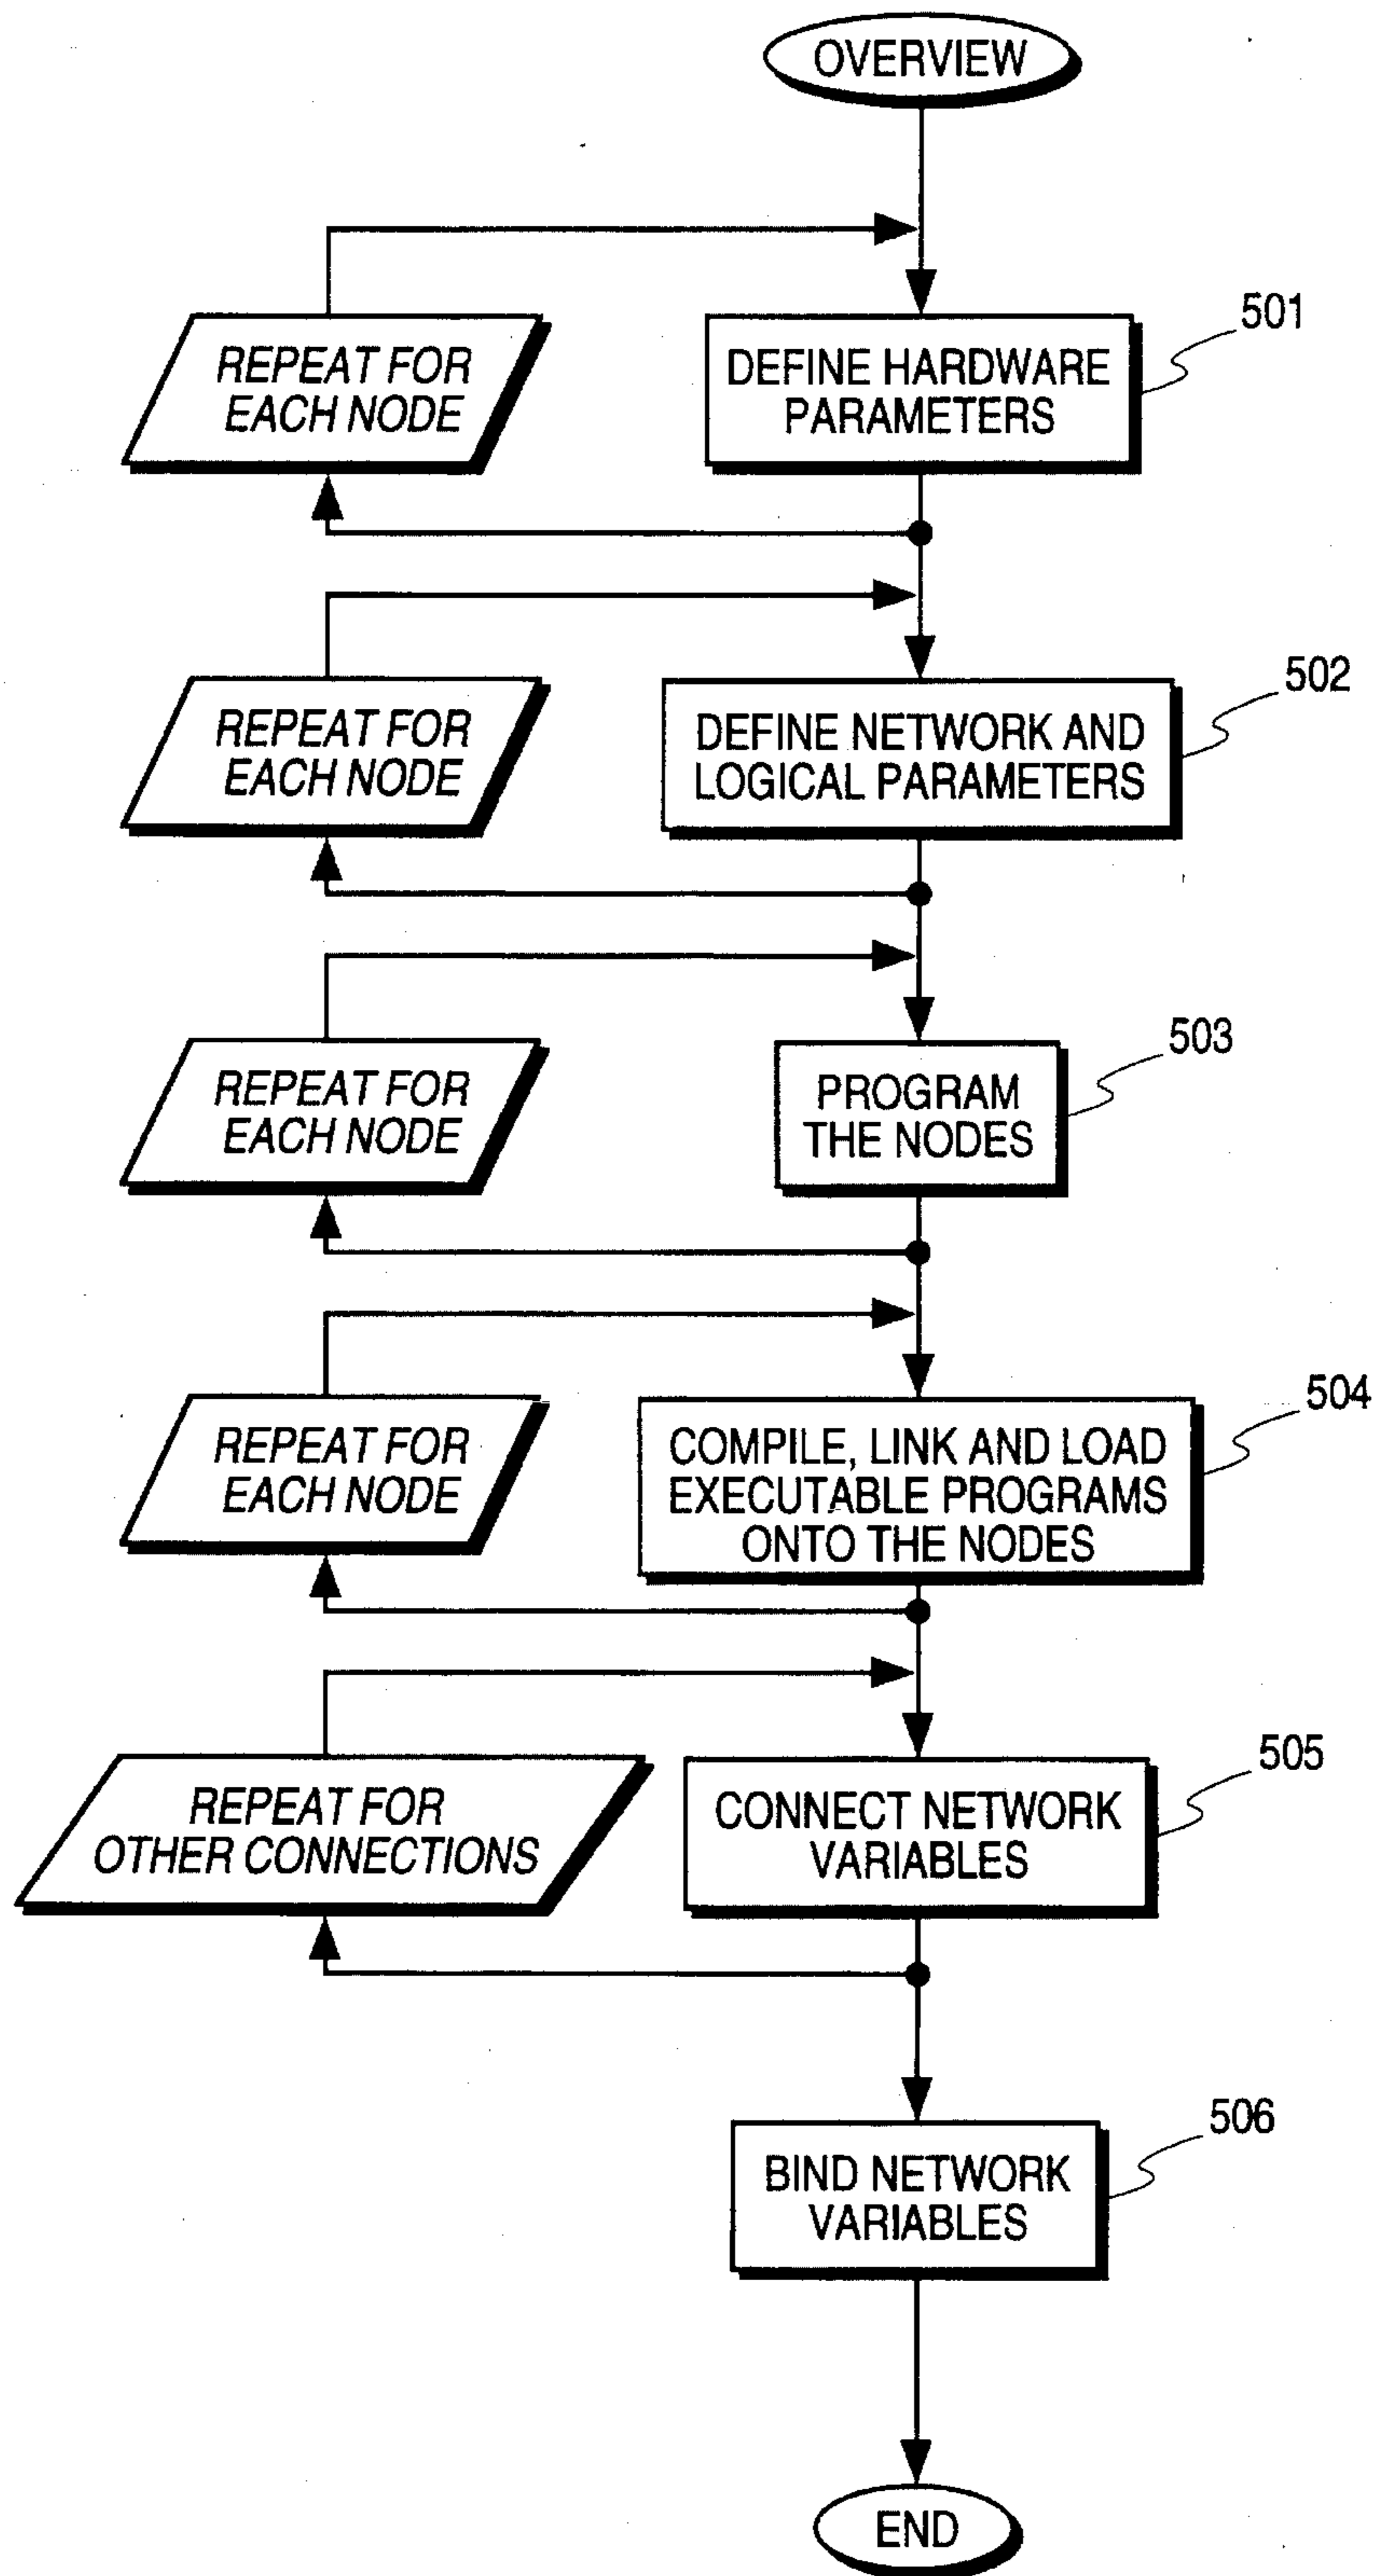 OVERVIEW
REPEAT FOR
EACH NODE
DEFINE HARDWARE
PARAMETERS
501
REPEAT FOR
EACH NODE
DEFINE NETWORK AND
LOGICAL PARAMETERS
502
REPEAT FOR
EACH NODE
PROGRAM
THE NODES
503
REPEAT FOR
EACH NODE
COMPILE, LINK AND LOAD
EXECUTABLE PROGRAMS
ONTO THE NODES
504
REPEAT FOR
OTHER CONNECTIONS
CONNECT NETWORK
VARIABLES
505
BIND NETWORK
VARIABLES
506
END